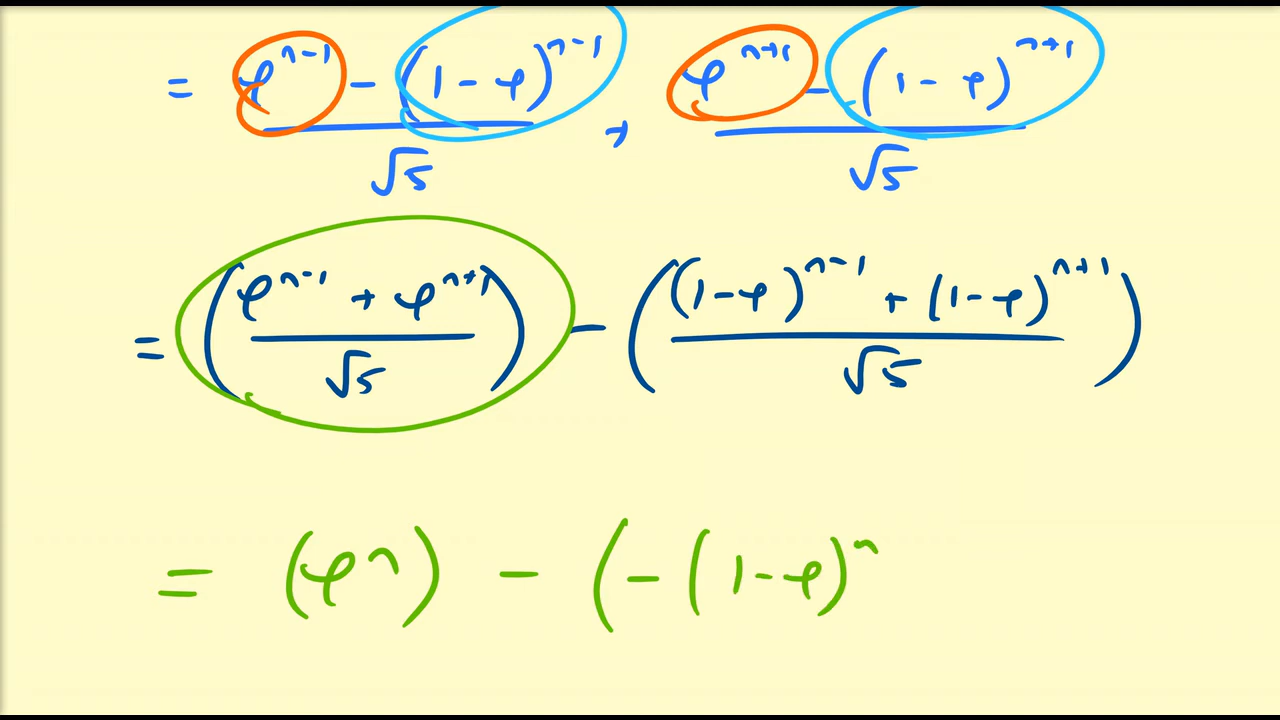 = φ^{n-1} - (1 - φ)^{n-1} / √5 + φ^{n+1} - (1 - φ)^{n+1} / √5
= (φ^{n-1} + φ^{n+1} / √5) - ((1-φ)^{n-1} + (1-φ)^{n+1} / √5)
= (φ^n) - (-(1-φ)^n